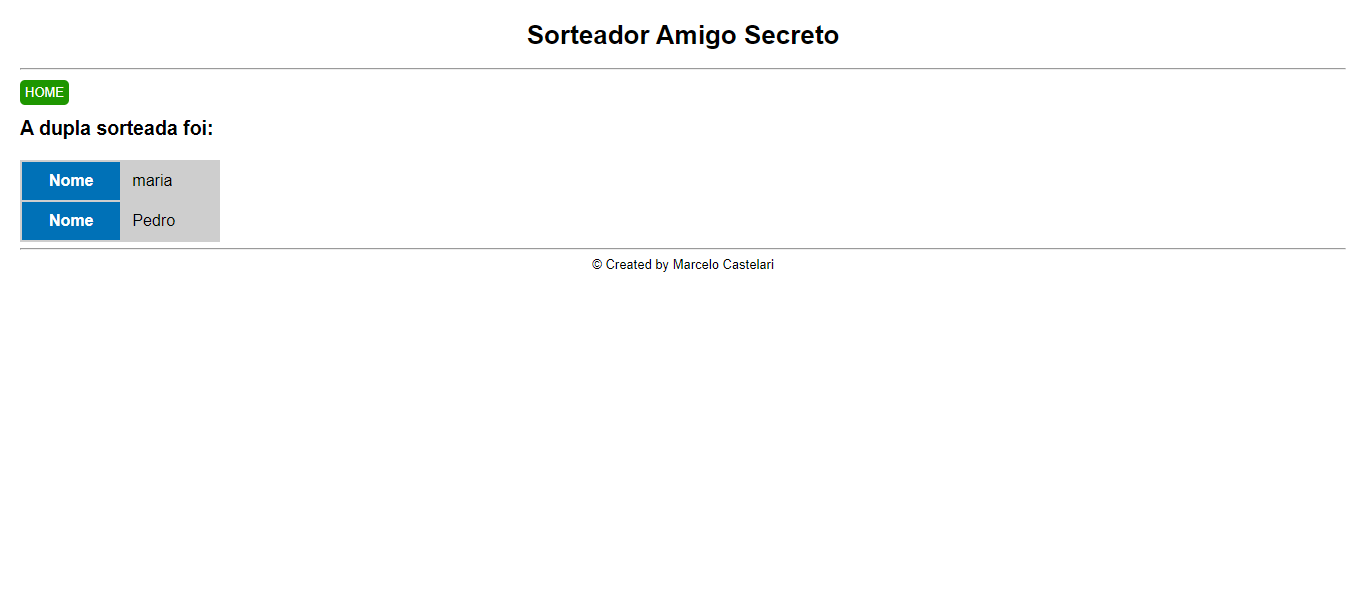 Sorteador Amigo Secreto
HOME
A dupla sorteada foi:
Nome maria
Nome Pedro
© Created by Marcelo Castelari